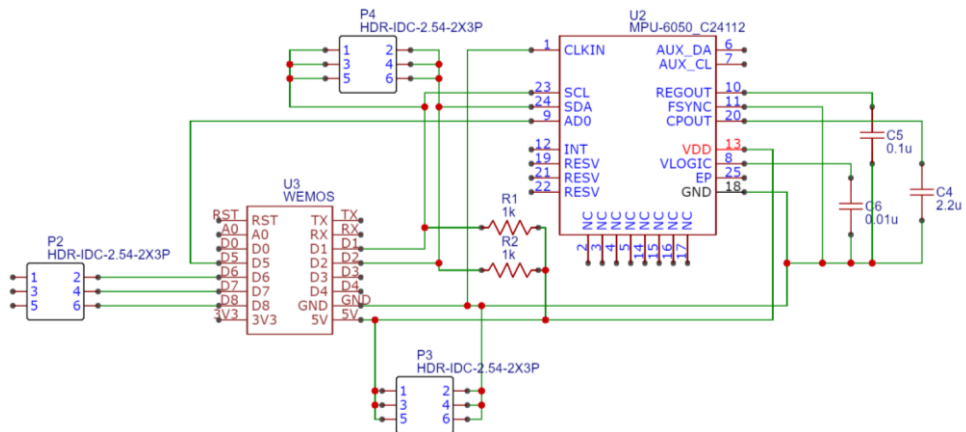 P4
HDR-IDC-2.54-2X3P
1 2
3 4
5 6
U2
MPU-6050_C24112
1 CLKIN
23 SCL
24 SDA
9 AD0
12 INT
19 RESV
21 RESV
22 RESV
AUX_DA 6
AUX_CL 7
REGOUT 10
FSYNC 11
CPOUT 20
VDD 13
VLOGIC 8
EP 25
GND 18
NC NC NC NC NC NC NC NC
2 3 4 5 14 15 16 17
C5
0.1u
C4
2.2u
C6
0.01u
R1
1k
R2
1k
U3
WEMOS
RST RST TX TX
A0 A0 RX RX
D0 D0 D1 D1
D5 D5 D2 D2
D6 D6 D3 D3
D7 D7 D4 D4
D8 D8 GND GND
3V3 3V3 5V 5V
P2
HDR-IDC-2.54-2X3P
1 2
3 4
5 6
P3
HDR-IDC-2.54-2X3P
1 2
3 4
5 6